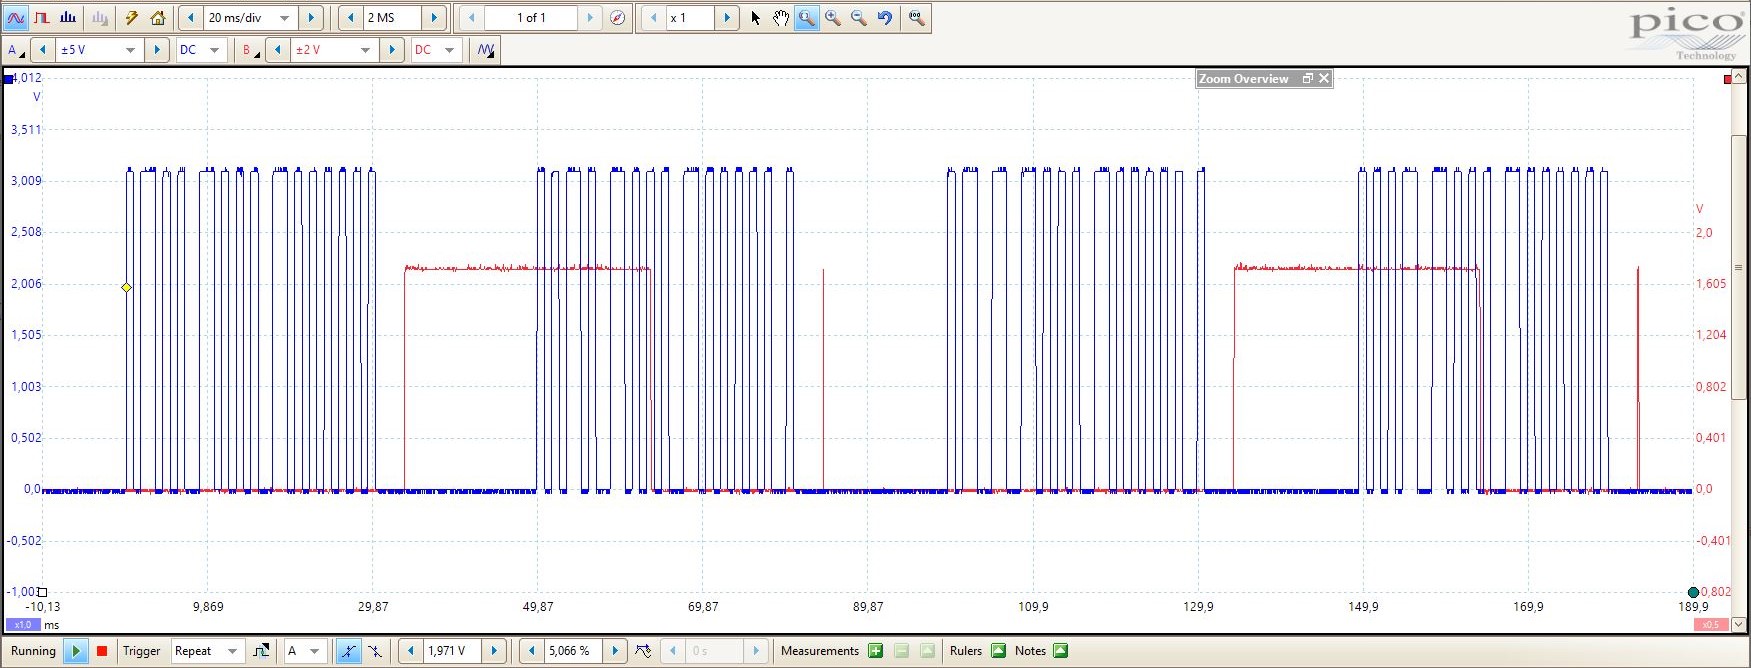 20 ms/div 2 MS 1 of 1 x 1
pico
Technology
A ±5 V DC B ±2 V DC
Zoom Overview
4,012
V
3,511
3,009
2,508
2,006
1,505
1,003
0,502
0,0
-0,502
-1,003
V
2,0
1,605
1,204
0,802
0,401
0,0
-0,401
-0,802
-10,13 9,869 29,87 49,87 69,87 89,87 109,9 129,9 149,9 169,9 189,9
x1,0 ms x0,5
Running Trigger Repeat A 1,971 V 5,066 % 0 s Measurements Rulers Notes